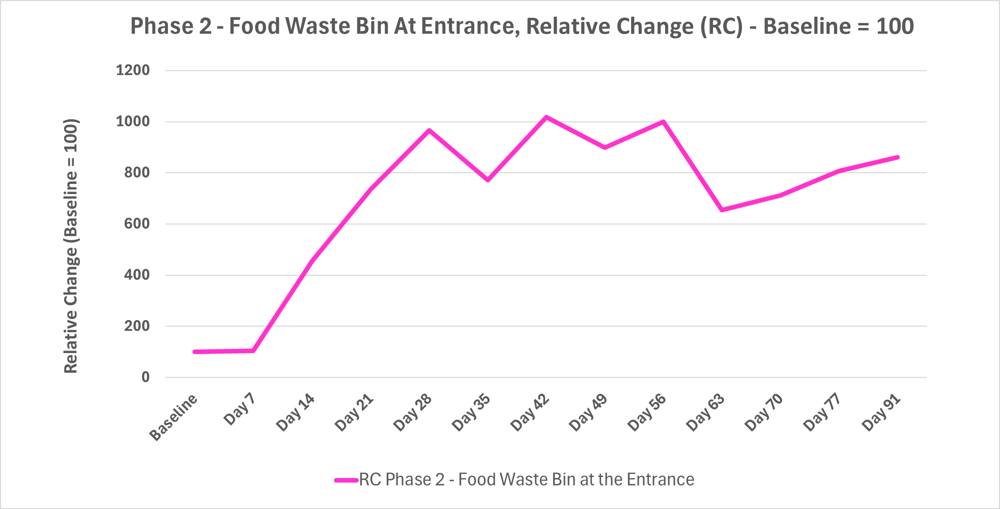 Phase 2 - Food Waste Bin At Entrance, Relative Change (RC) - Baseline = 100
Relative Change (Baseline = 100)
1200
1000
800
600
400
200
0
Baseline
Day 7
Day 14
Day 21
Day 28
Day 35
Day 42
Day 49
Day 56
Day 63
Day 70
Day 77
Day 91
RC Phase 2 - Food Waste Bin at the Entrance